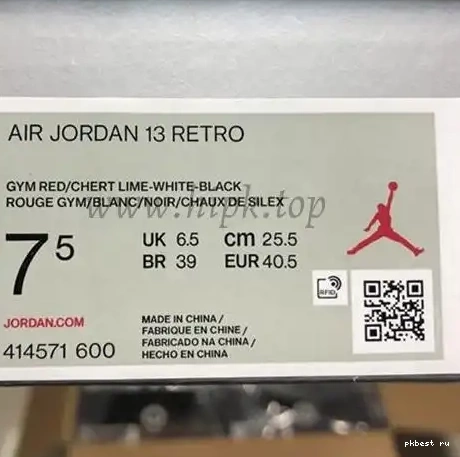 AIR JORDAN 13 RETRO
GYM RED/CHERT LIME-WHITE-BLACK
ROUGE GYM/BLANC/NOIR/CHAUX DE SILEX
www.hipk.top
7⁵
UK 6.5 cm 25.5
BR 39 EUR 40.5
RFID
JORDAN.COM
414571 600
MADE IN CHINA /
FABRIQUE EN CHINE /
FABRICADO NA CHINA /
HECHO EN CHINA
pkbest ru